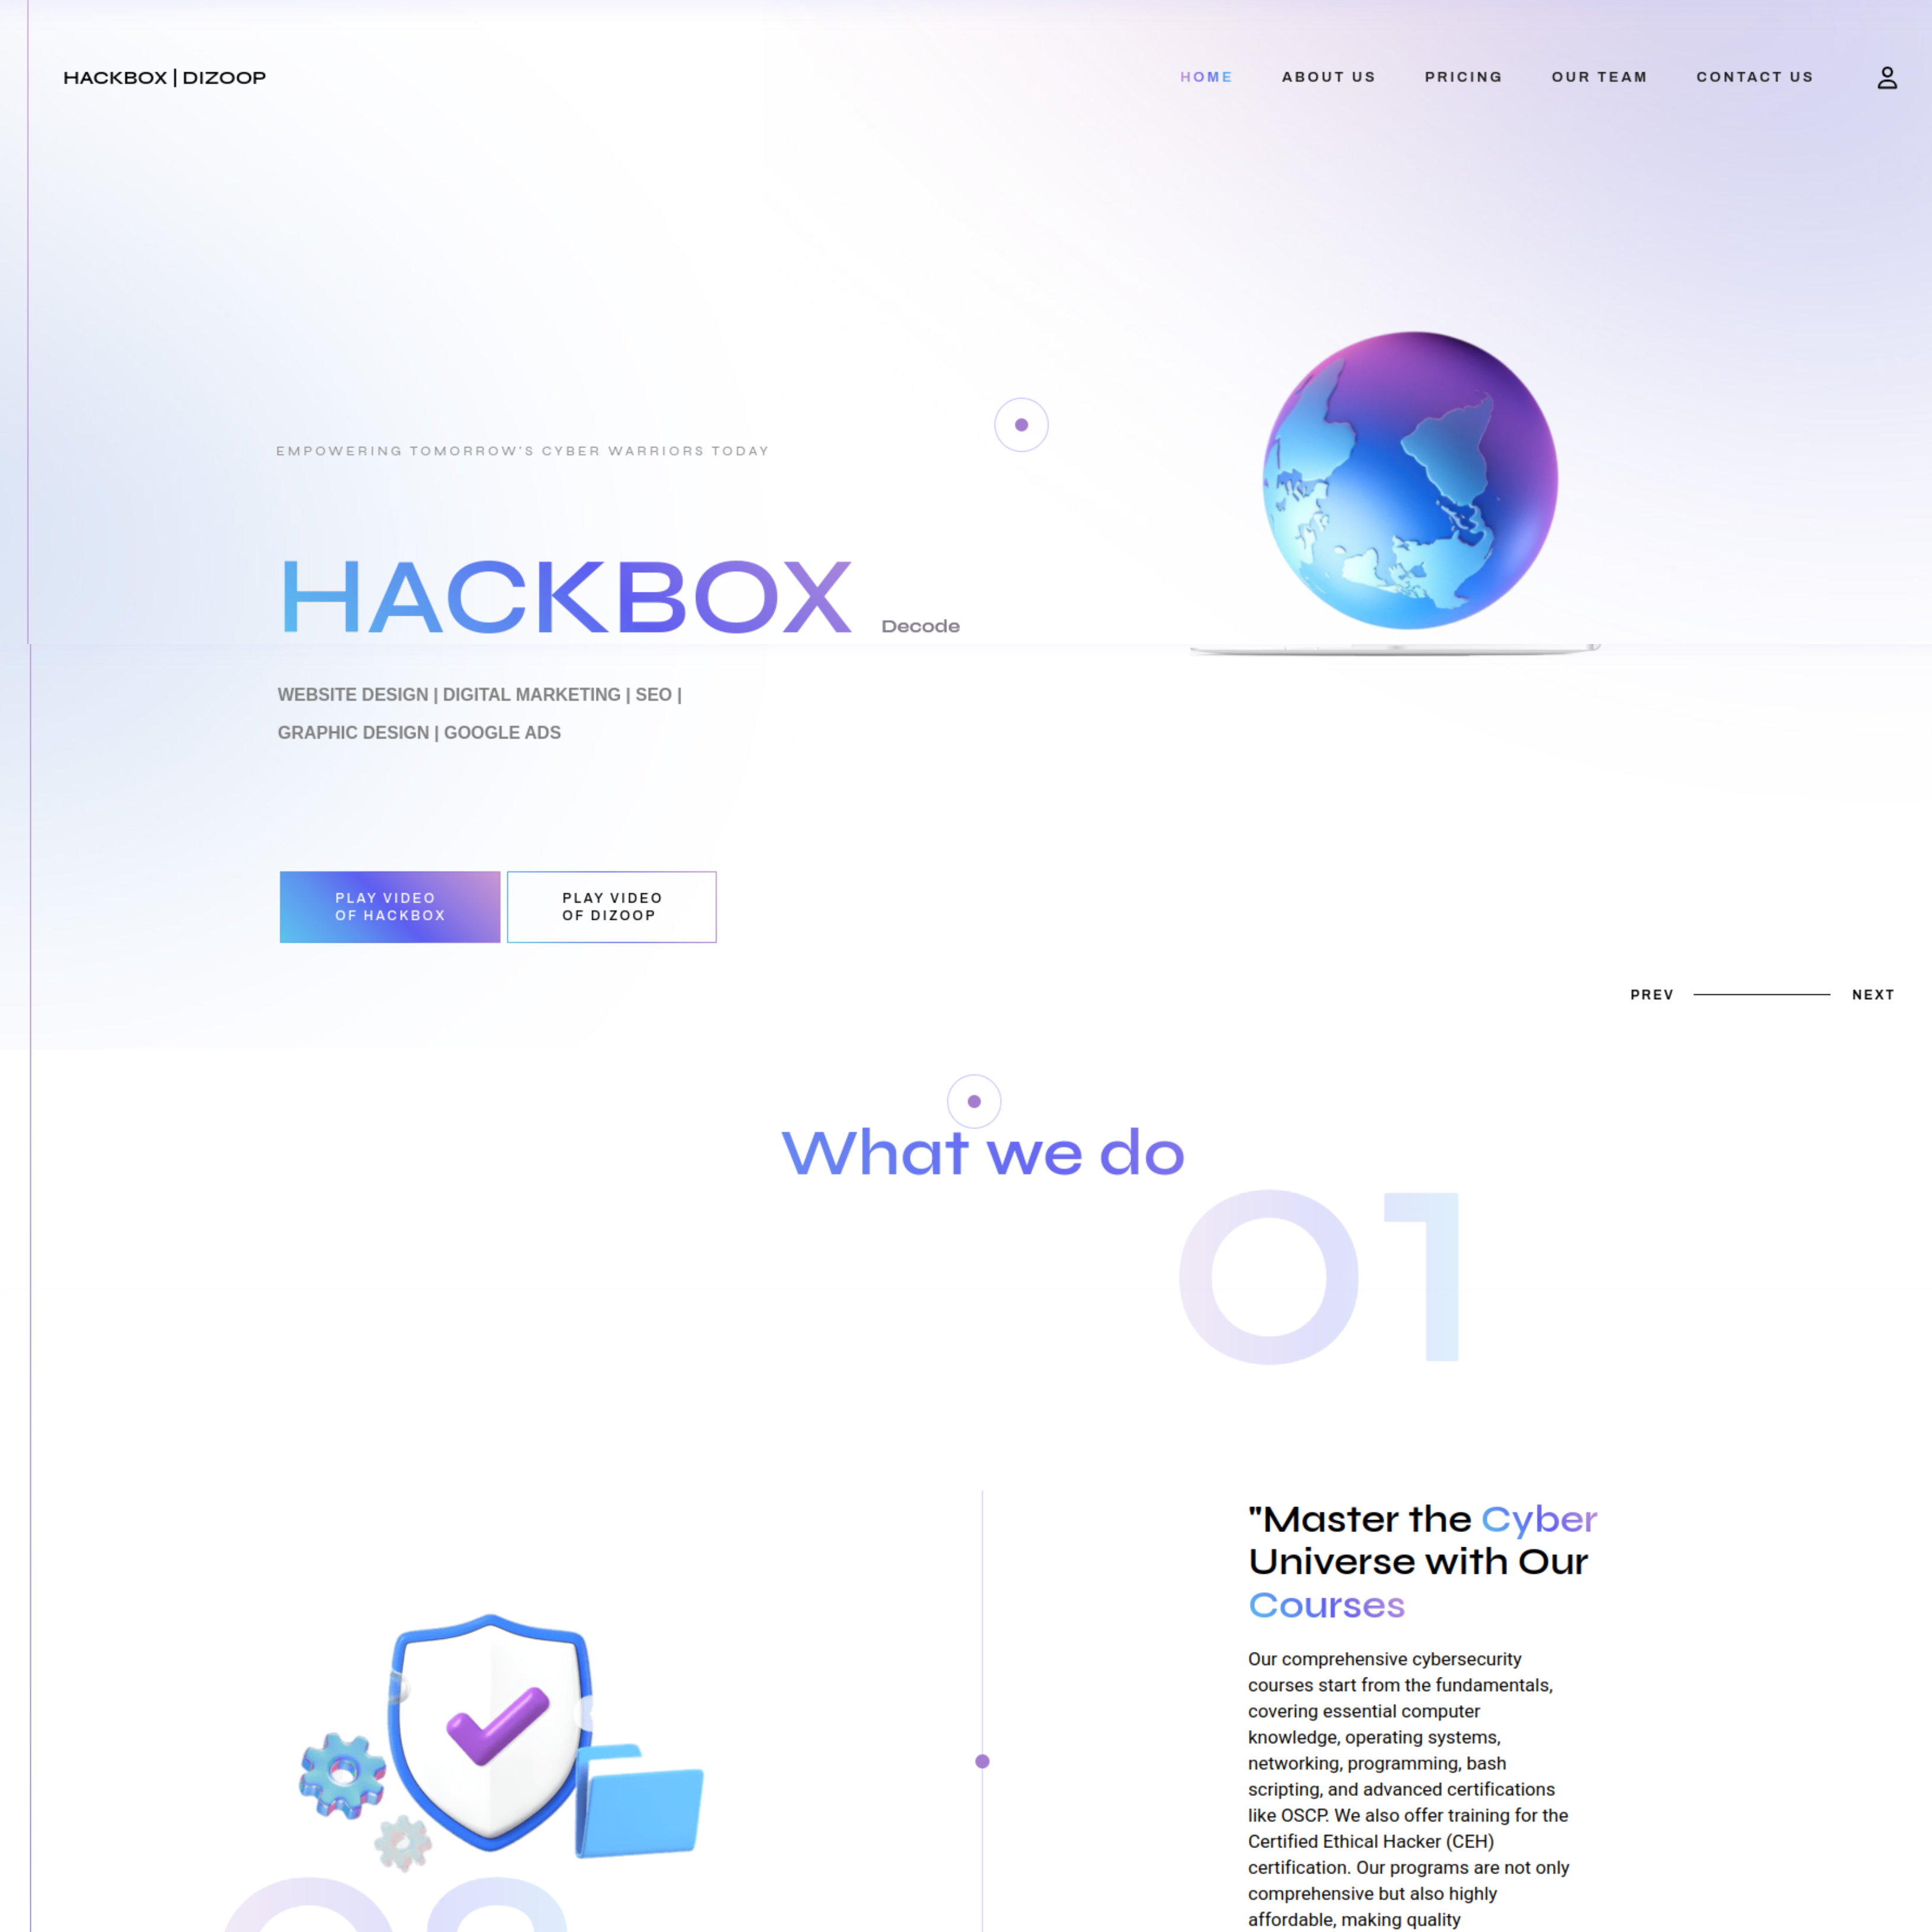 HACKBOX | DIZOOP
HOME ABOUT US PRICING OUR TEAM CONTACT US
EMPOWERING TOMORROW'S CYBER WARRIORS TODAY
HACKBOX Decode
WEBSITE DESIGN | DIGITAL MARKETING | SEO |
GRAPHIC DESIGN | GOOGLE ADS
PLAY VIDEO
OF HACKBOX
PLAY VIDEO
OF DIZOOP
PREV NEXT
What we do
01
"Master the Cyber
Universe with Our
Courses
Our comprehensive cybersecurity
courses start from the fundamentals,
covering essential computer
knowledge, operating systems,
networking, programming, bash
scripting, and advanced certifications
like OSCP. We also offer training for the
Certified Ethical Hacker (CEH)
certification. Our programs are not only
comprehensive but also highly
affordable, making quality